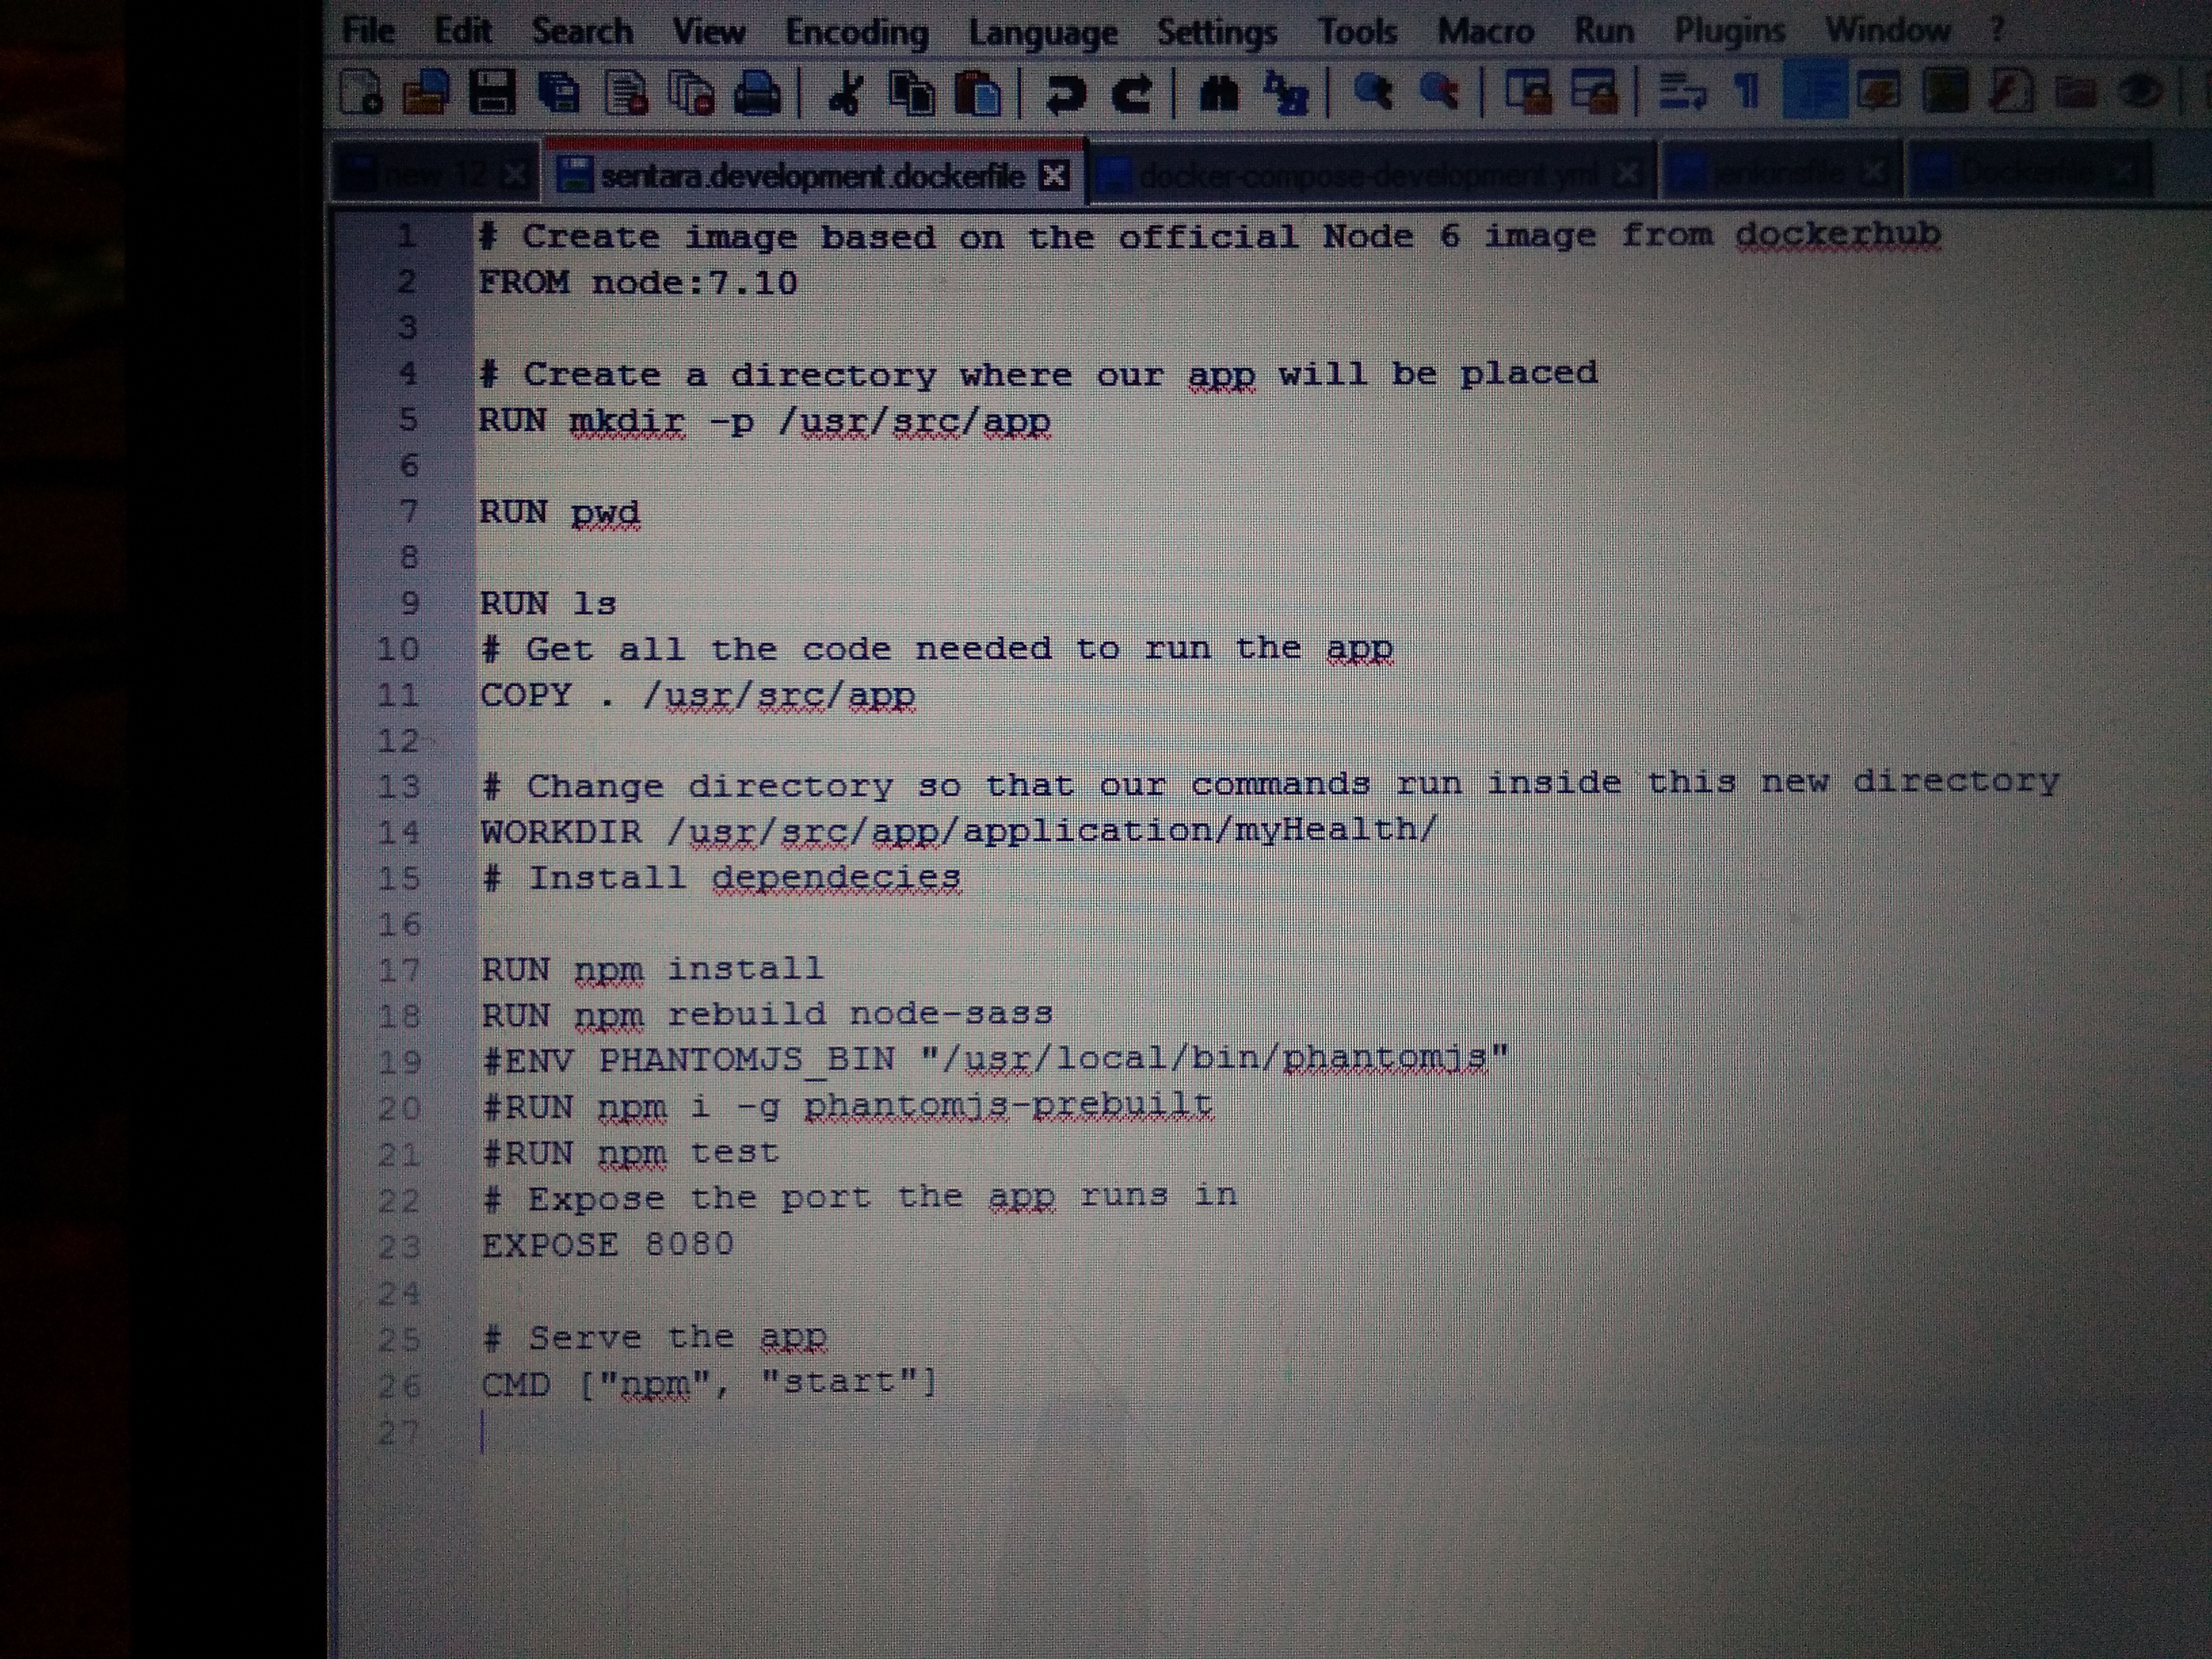 File Edit Search View Encoding Language Settings Tools Macro Run Plugins Window ?
new 12 sentara.development.dockerfile docker-compose-development.yml jenkinsfile Dockerfile
1 # Create image based on the official Node 6 image from dockerhub
2 FROM node:7.10
3
4 # Create a directory where our app will be placed
5 RUN mkdir -p /usr/src/app
6
7 RUN pwd
8
9 RUN ls
10 # Get all the code needed to run the app
11 COPY . /usr/src/app
12
13 # Change directory so that our commands run inside this new directory
14 WORKDIR /usr/src/app/application/myHealth/
15 # Install dependecies
16
17 RUN npm install
18 RUN npm rebuild node-sass
19 #ENV PHANTOMJS_BIN "/usr/local/bin/phantomjs"
20 #RUN npm i -g phantomjs-prebuilt
21 #RUN npm test
22 # Expose the port the app runs in
23 EXPOSE 8080
24
25 # Serve the app
26 CMD ["npm", "start"]
27